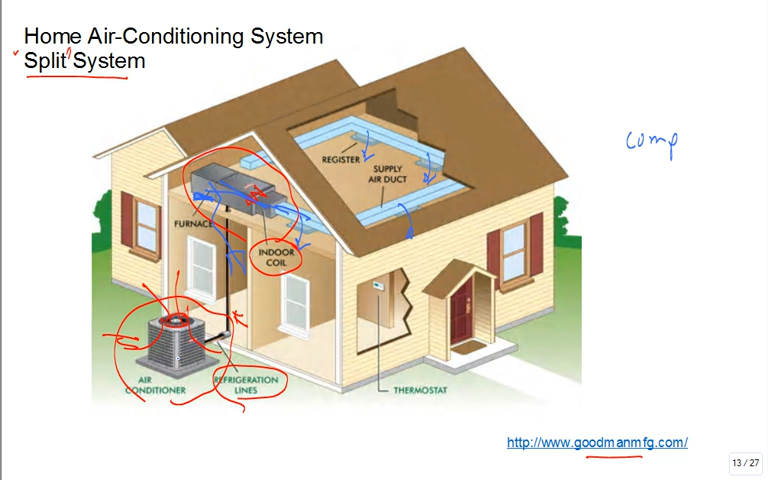 Home Air-Conditioning System
Split System
comp
REGISTER
SUPPLY
AIR DUCT
FURNACE
INDOOR
COIL
AIR
CONDITIONER
REFRIGERATION
LINES
THERMOSTAT
http://www.goodmanmfg.com/
13 / 27